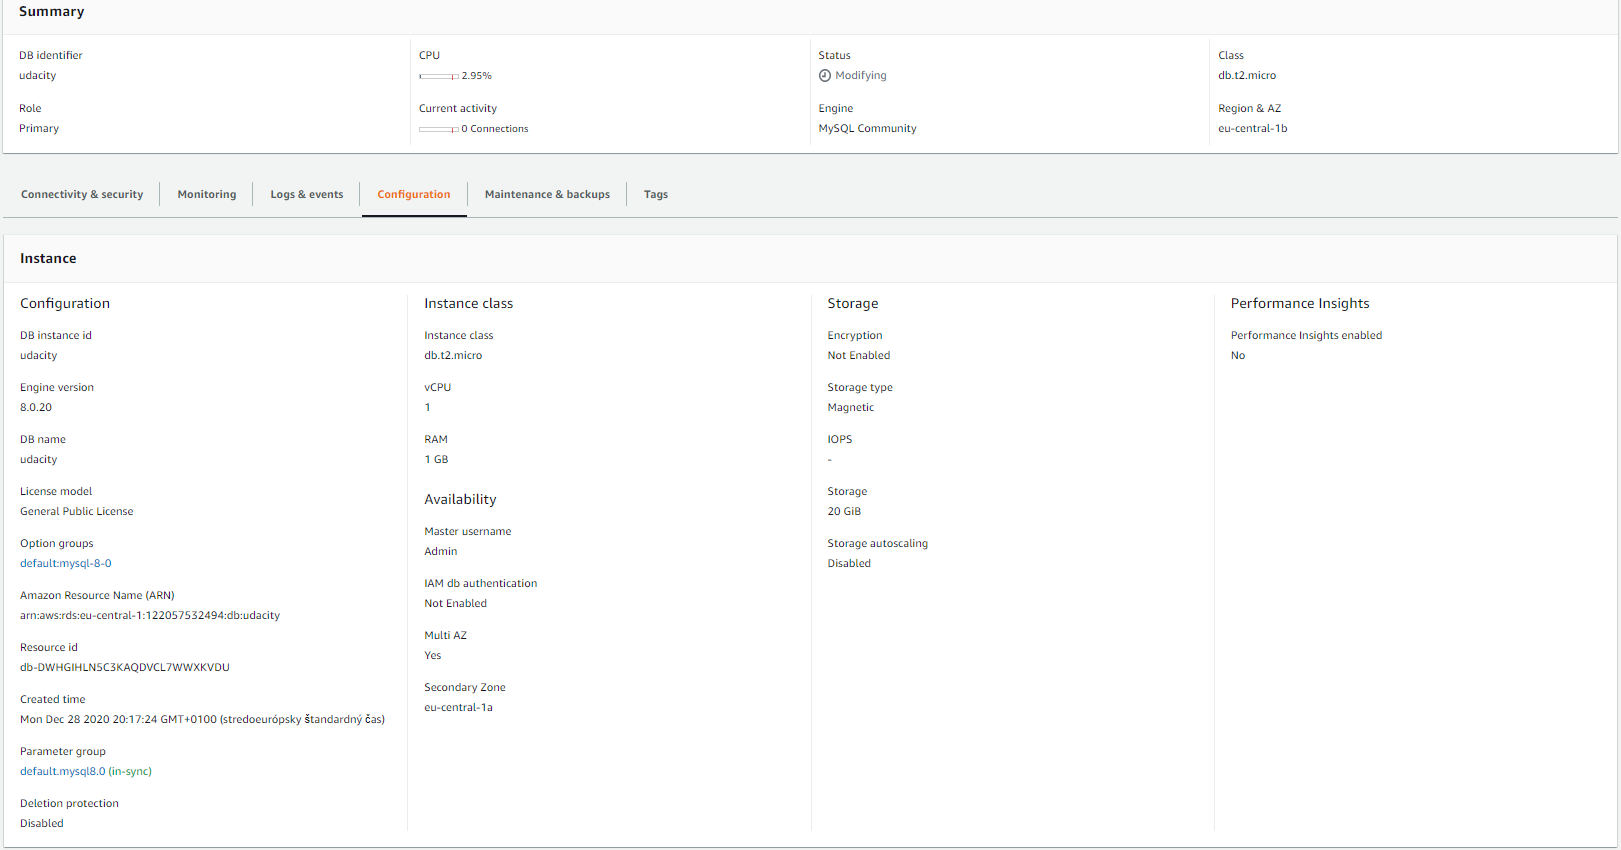 Summary
DB identifier
udacity
CPU
2.95%
Status
Modifying
Class
db.t2.micro
Role
Primary
Current activity
0 Connections
Engine
MySQL Community
Region & AZ
eu-central-1b
Connectivity & security
Monitoring
Logs & events
Configuration
Maintenance & backups
Tags
Instance
Configuration
DB instance id
udacity
Engine version
8.0.20
DB name
udacity
License model
General Public License
Option groups
default:mysql-8-0
Amazon Resource Name (ARN)
arn:aws:rds:eu-central-1:122057532494:db:udacity
Resource id
db-DWHGIHLN5C3KAQDVCL7WWXKVDU
Created time
Mon Dec 28 2020 20:17:24 GMT+0100 (stredoeurópsky štandardný čas)
Parameter group
default.mysql8.0 (in-sync)
Deletion protection
Disabled
Instance class
Instance class
db.t2.micro
vCPU
1
RAM
1 GB
Availability
Master username
Admin
IAM db authentication
Not Enabled
Multi AZ
Yes
Secondary Zone
eu-central-1a
Storage
Encryption
Not Enabled
Storage type
Magnetic
IOPS
-
Storage
20 GiB
Storage autoscaling
Disabled
Performance Insights
Performance Insights enabled
No